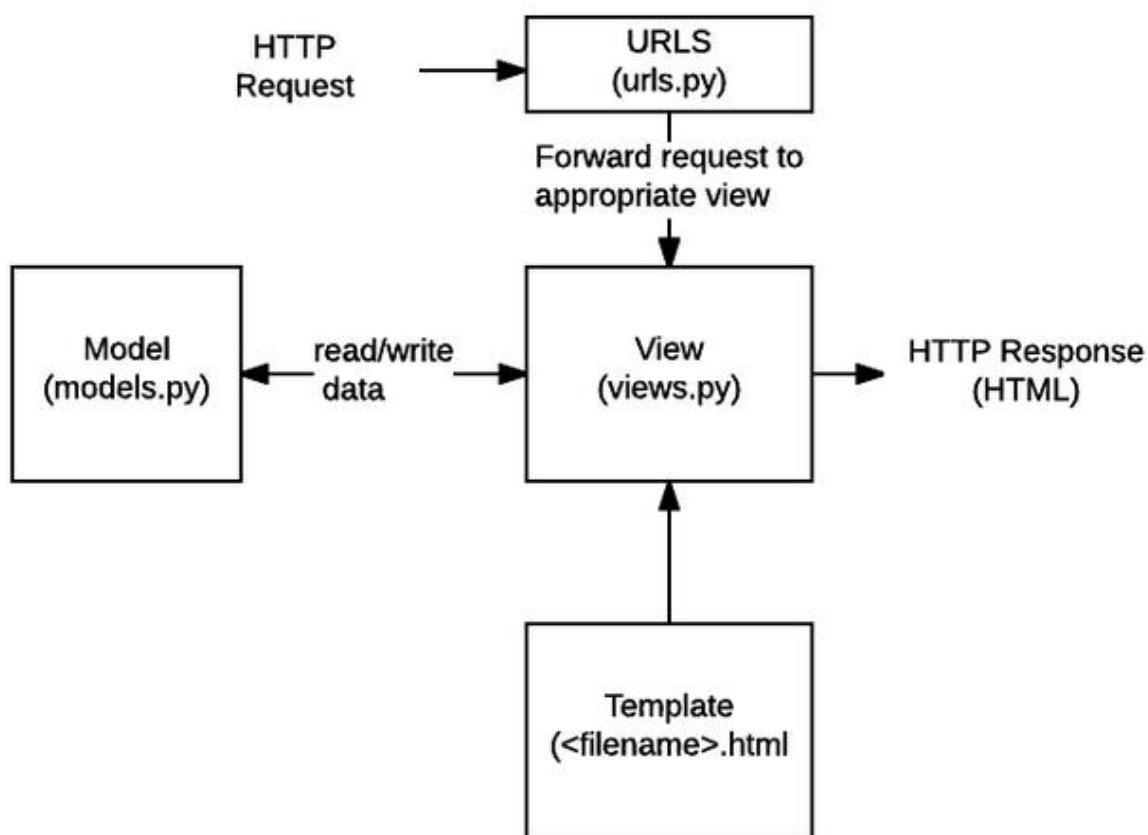 HTTP
Request
URLS
(urls.py)
Forward request to
appropriate view
Model
(models.py)
read/write
data
View
(views.py)
HTTP Response
(HTML)
Template
(<filename>.html